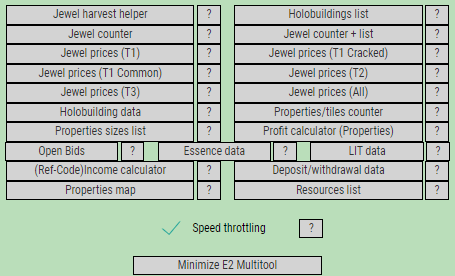 Jewel harvest helper ? Holobuildings list ?
Jewel counter ? Jewel counter + list ?
Jewel prices (T1) ? Jewel prices (T1 Cracked) ?
Jewel prices (T1 Common) ? Jewel prices (T2) ?
Jewel prices (T3) ? Jewel prices (All) ?
Holobuilding data ? Properties/tiles counter ?
Properties sizes list ? Profit calculator (Properties) ?
Open Bids ? Essence data ? LIT data ?
(Ref-Code)Income calculator ? Deposit/withdrawal data ?
Properties map ? Resources list ?
Speed throttling ?
Minimize E2 Multitool